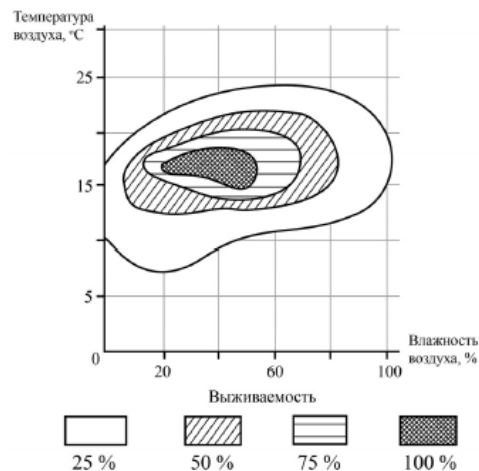 Температура
воздуха, °C
25
15
5
0
20
60
100
Влажность
воздуха, %
Выживаемость
25 % 50 % 75 % 100 %